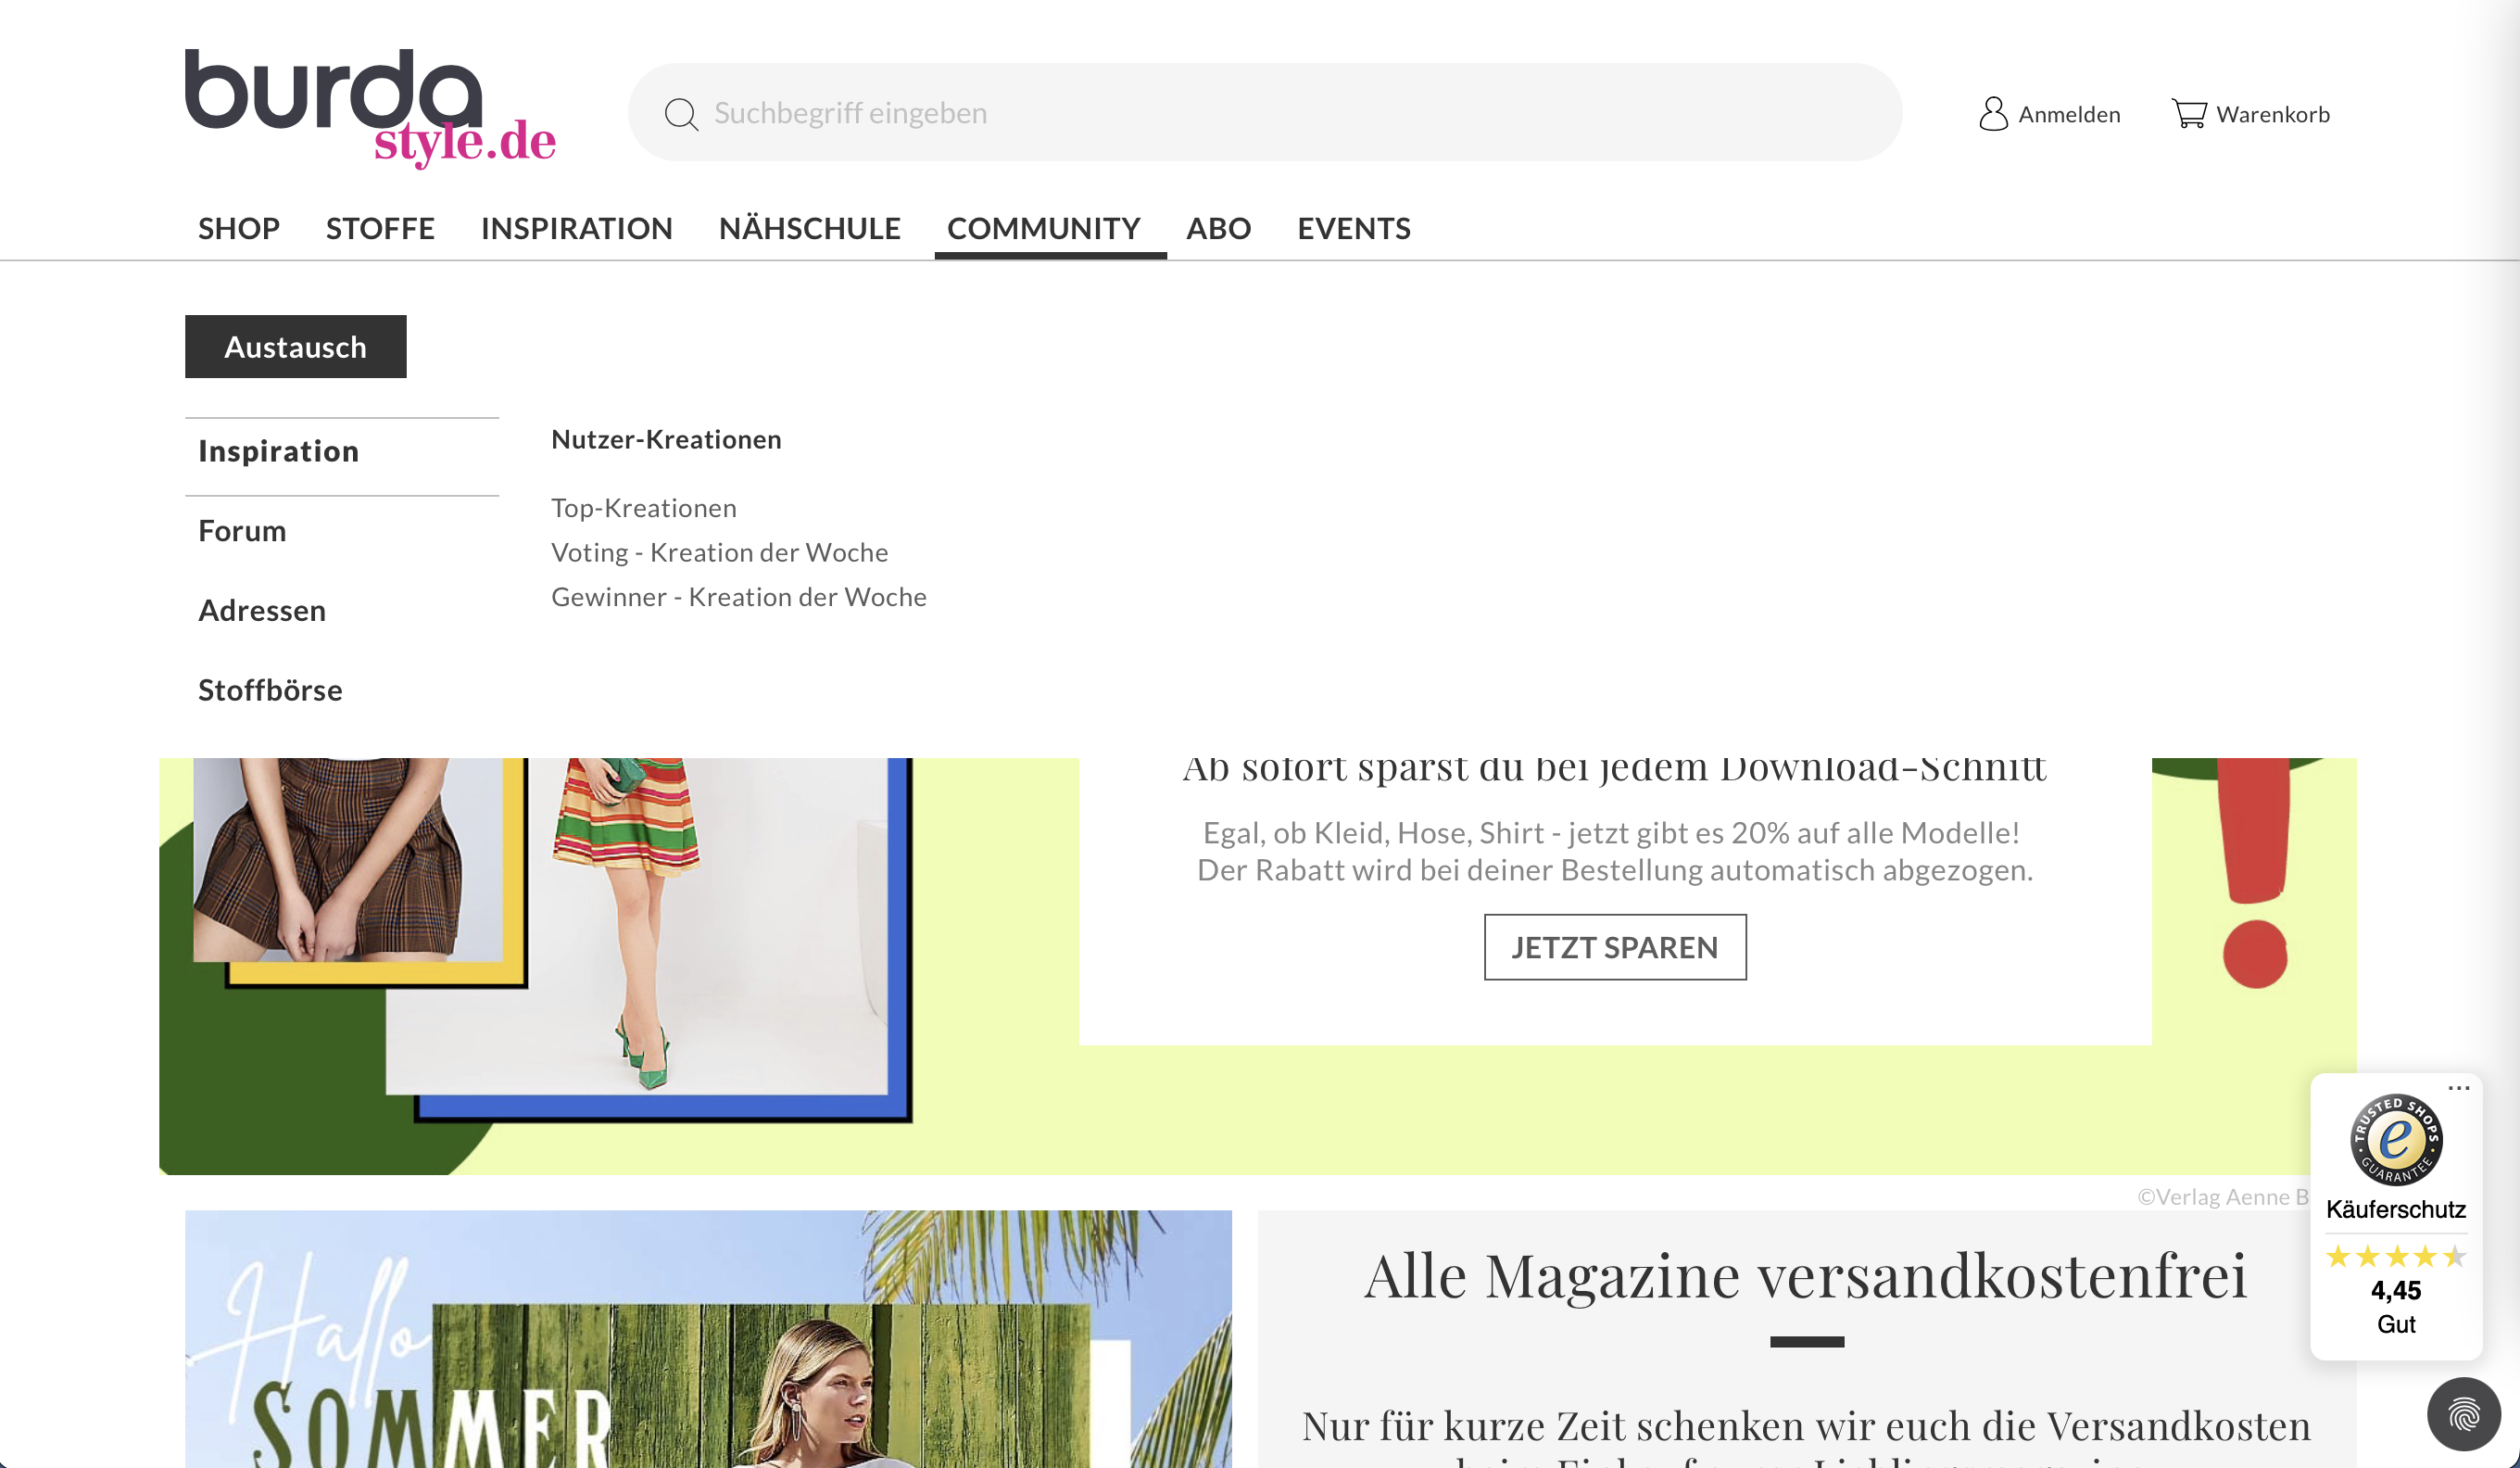 burda
style.de
Suchbegriff eingeben
Anmelden
Warenkorb
SHOP STOFFE INSPIRATION NÄHSCHULE COMMUNITY ABO EVENTS
Austausch
Inspiration
Forum
Adressen
Stoffbörse
Nutzer-Kreationen
Top-Kreationen
Voting - Kreation der Woche
Gewinner - Kreation der Woche
Ab sofort sparst du bei jedem Download-Schnitt
Egal, ob Kleid, Hose, Shirt - jetzt gibt es 20% auf alle Modelle!
Der Rabatt wird bei deiner Bestellung automatisch abgezogen.
JETZT SPAREN
!
©Verlag Aenne B
Hallo
SOMMER
Alle Magazine versandkostenfrei
Nur für kurze Zeit schenken wir euch die Versandkosten
...
TRUSTED SHOPS
e
GUARANTEE
Käuferschutz
4,45
Gut